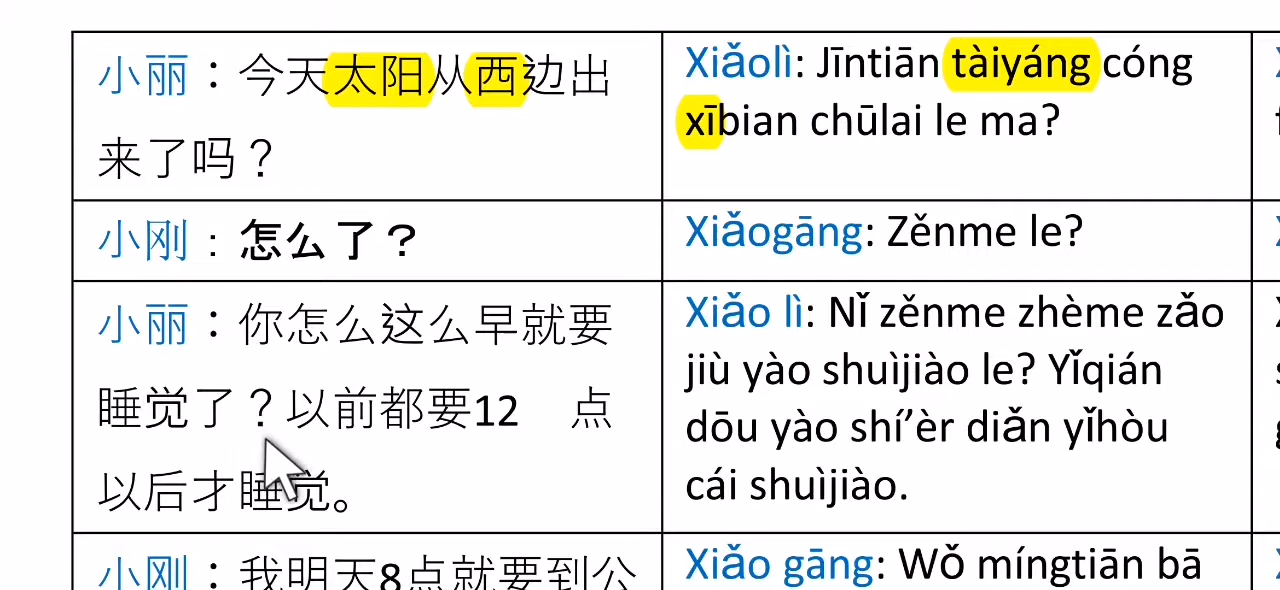 小丽：今天太阳从西边出
来了吗？
Xiǎolì: Jīntiān tàiyáng cóng
xībian chūlai le ma?
小刚：怎么了？
Xiǎogāng: Zěnme le?
小丽：你怎么这么早就要
睡觉了？以前都要12 点
以后才睡觉。
Xiǎo lì: Nǐ zěnme zhème zǎo
jiù yào shuìjiào le? Yǐqián
dōu yào shí’èr diǎn yǐhòu
cái shuìjiào.
小刚：我明天8点就要到公
Xiǎo gāng: Wǒ míngtiān bā